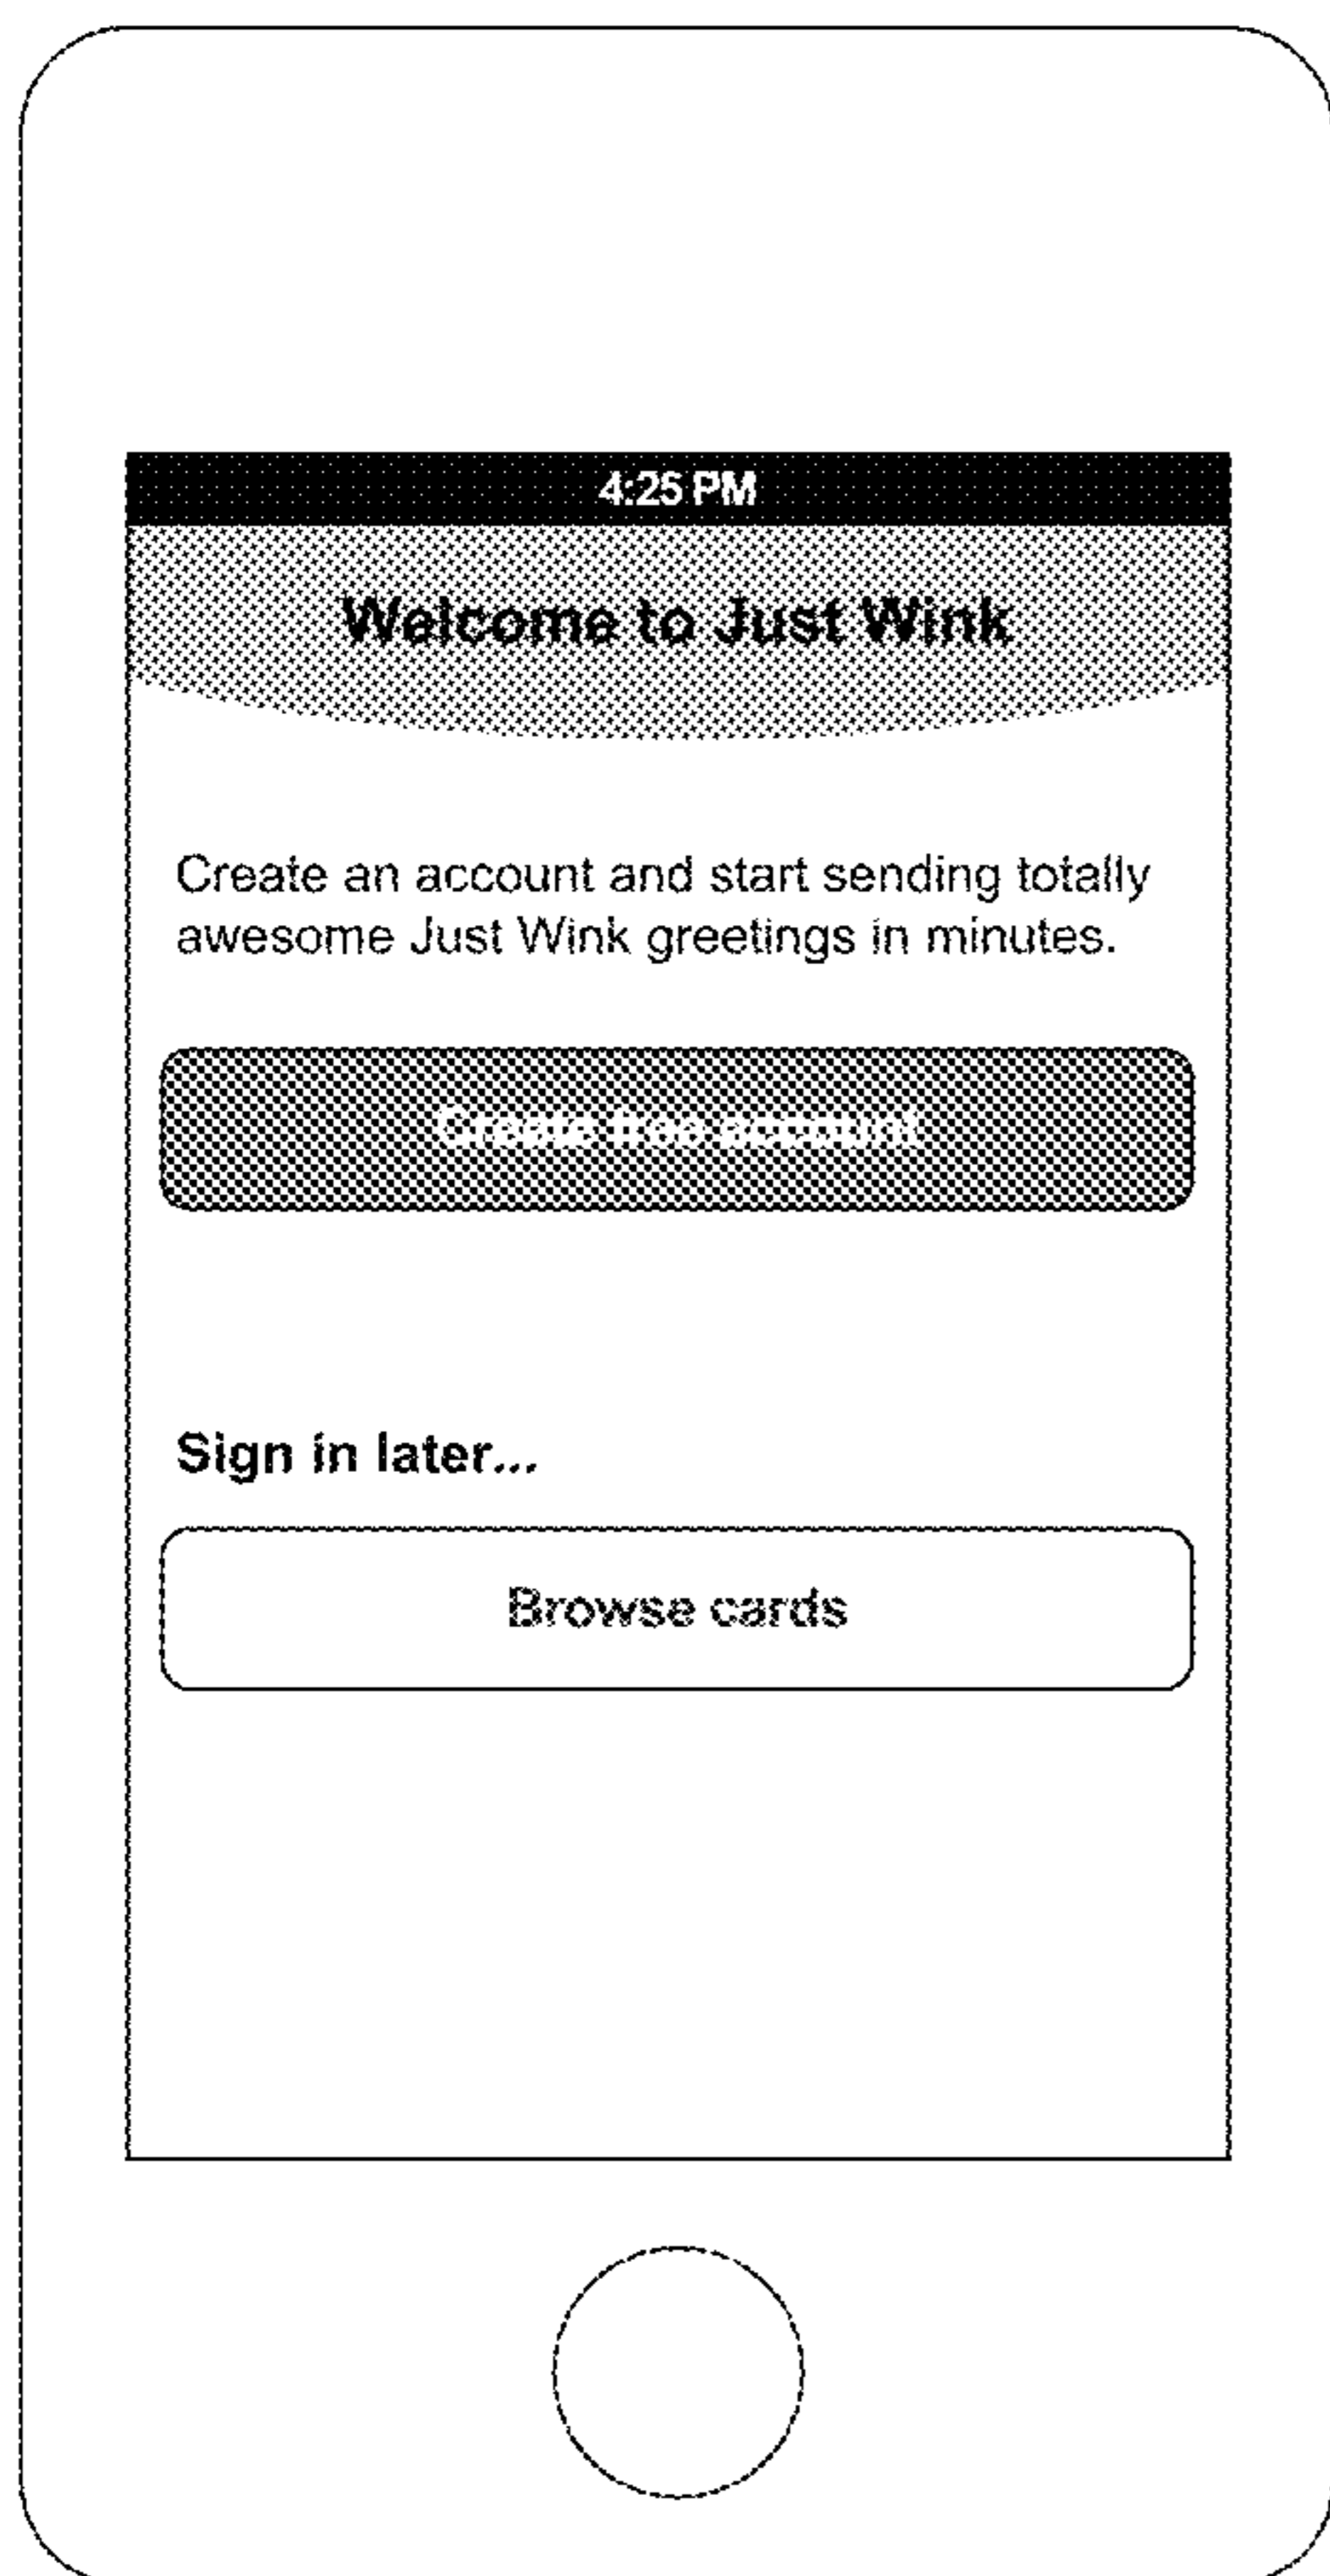 4:25 PM
Welcome to Just Wink
Create an account and start sending totally
awesome Just Wink greetings in minutes.
Create free account
Sign in later...
Browse cards